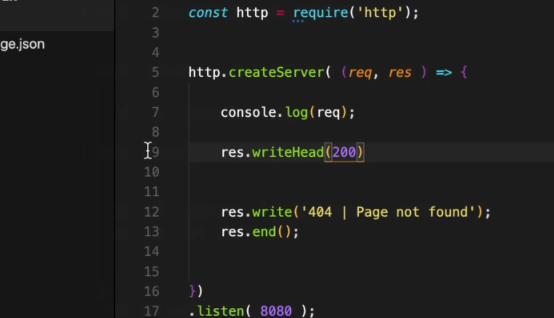 ge.json
2 const http = require('http');
3
4
5 http.createServer( (req, res ) => {
6
7 console.log(req);
8
9 res.writeHead(200)
10
11
12 res.write('404 | Page not found');
13 res.end();
14
15
16 })
17 .listen( 8080 );